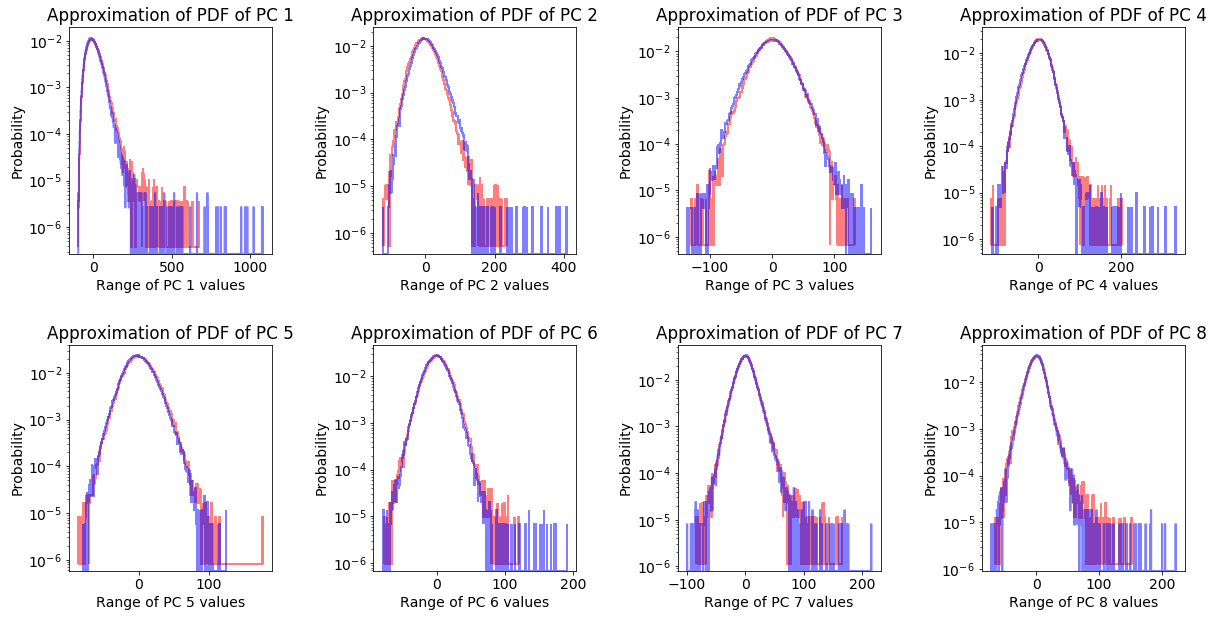 Approximation of PDF of PC 1
Probability
10⁻²
10⁻³
10⁻⁴
10⁻⁵
10⁻⁶
0
500
1000
Range of PC 1 values
Approximation of PDF of PC 2
Probability
10⁻²
10⁻³
10⁻⁴
10⁻⁵
10⁻⁶
0
200
400
Range of PC 2 values
Approximation of PDF of PC 3
Probability
10⁻²
10⁻³
10⁻⁴
10⁻⁵
10⁻⁶
−100
0
100
Range of PC 3 values
Approximation of PDF of PC 4
Probability
10⁻²
10⁻³
10⁻⁴
10⁻⁵
10⁻⁶
0
200
Range of PC 4 values
Approximation of PDF of PC 5
Probability
10⁻²
10⁻³
10⁻⁴
10⁻⁵
10⁻⁶
0
100
Range of PC 5 values
Approximation of PDF of PC 6
Probability
10⁻²
10⁻³
10⁻⁴
10⁻⁵
10⁻⁶
0
100
200
Range of PC 6 values
Approximation of PDF of PC 7
Probability
10⁻²
10⁻³
10⁻⁴
10⁻⁵
10⁻⁶
−100
0
100
200
Range of PC 7 values
Approximation of PDF of PC 8
Probability
10⁻²
10⁻³
10⁻⁴
10⁻⁵
10⁻⁶
0
100
200
Range of PC 8 values